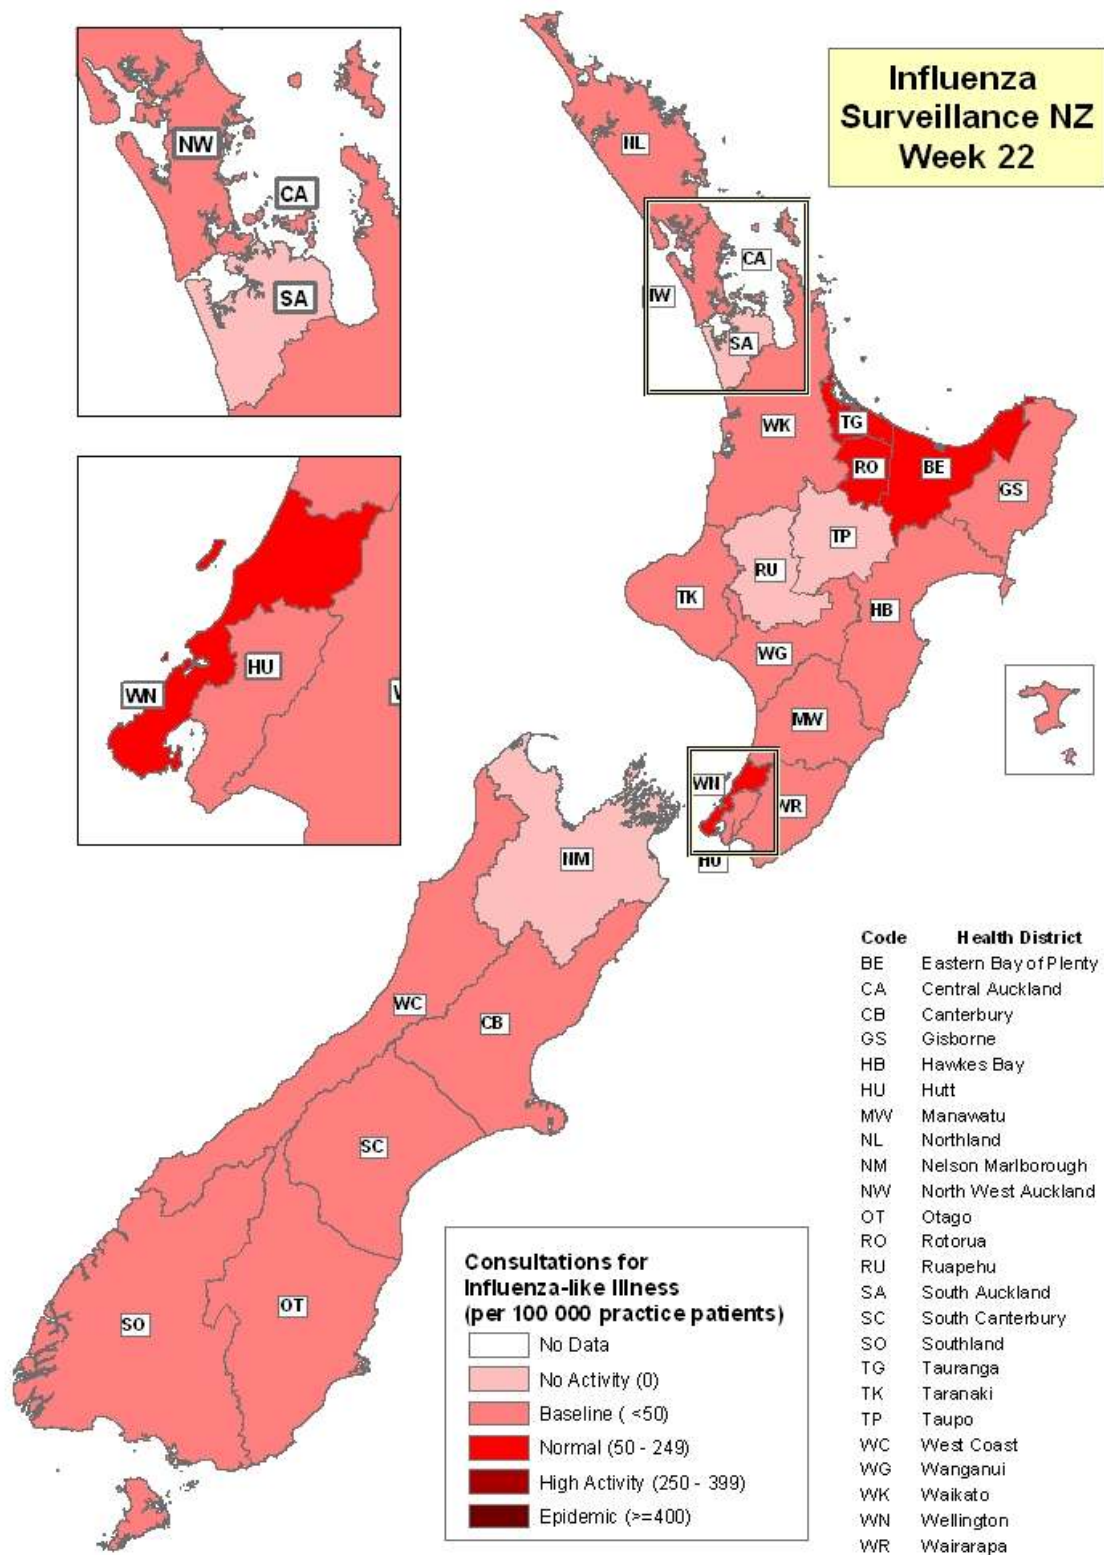 Influenza
Surveillance NZ
Week 22
NW
CA
SA
NL
CA
SA
WK
TG
RO
BE
GS
TP
RU
TK
HB
WG
MW
WN
HU
WN
WR
HU
NM
WC
CB
SC
OT
SO
Consultations for
Influenza-like Illness
(per 100 000 practice patients)
No Data
No Activity (0)
Baseline ( <50)
Normal (50 - 249)
High Activity (250 - 399)
Epidemic (>=400)
Code Health District
BE Eastern Bay of Plenty
CA Central Auckland
CB Canterbury
GS Gisborne
HB Hawkes Bay
HU Hutt
MW Manawatu
NL Northland
NM Nelson Marlborough
NW North West Auckland
OT Otago
RO Rotorua
RU Ruapehu
SA South Auckland
SC South Canterbury
SO Southland
TG Tauranga
TK Taranaki
TP Taupo
WC West Coast
WG Wanganui
WK Waikato
WN Wellington
WR Wairarapa